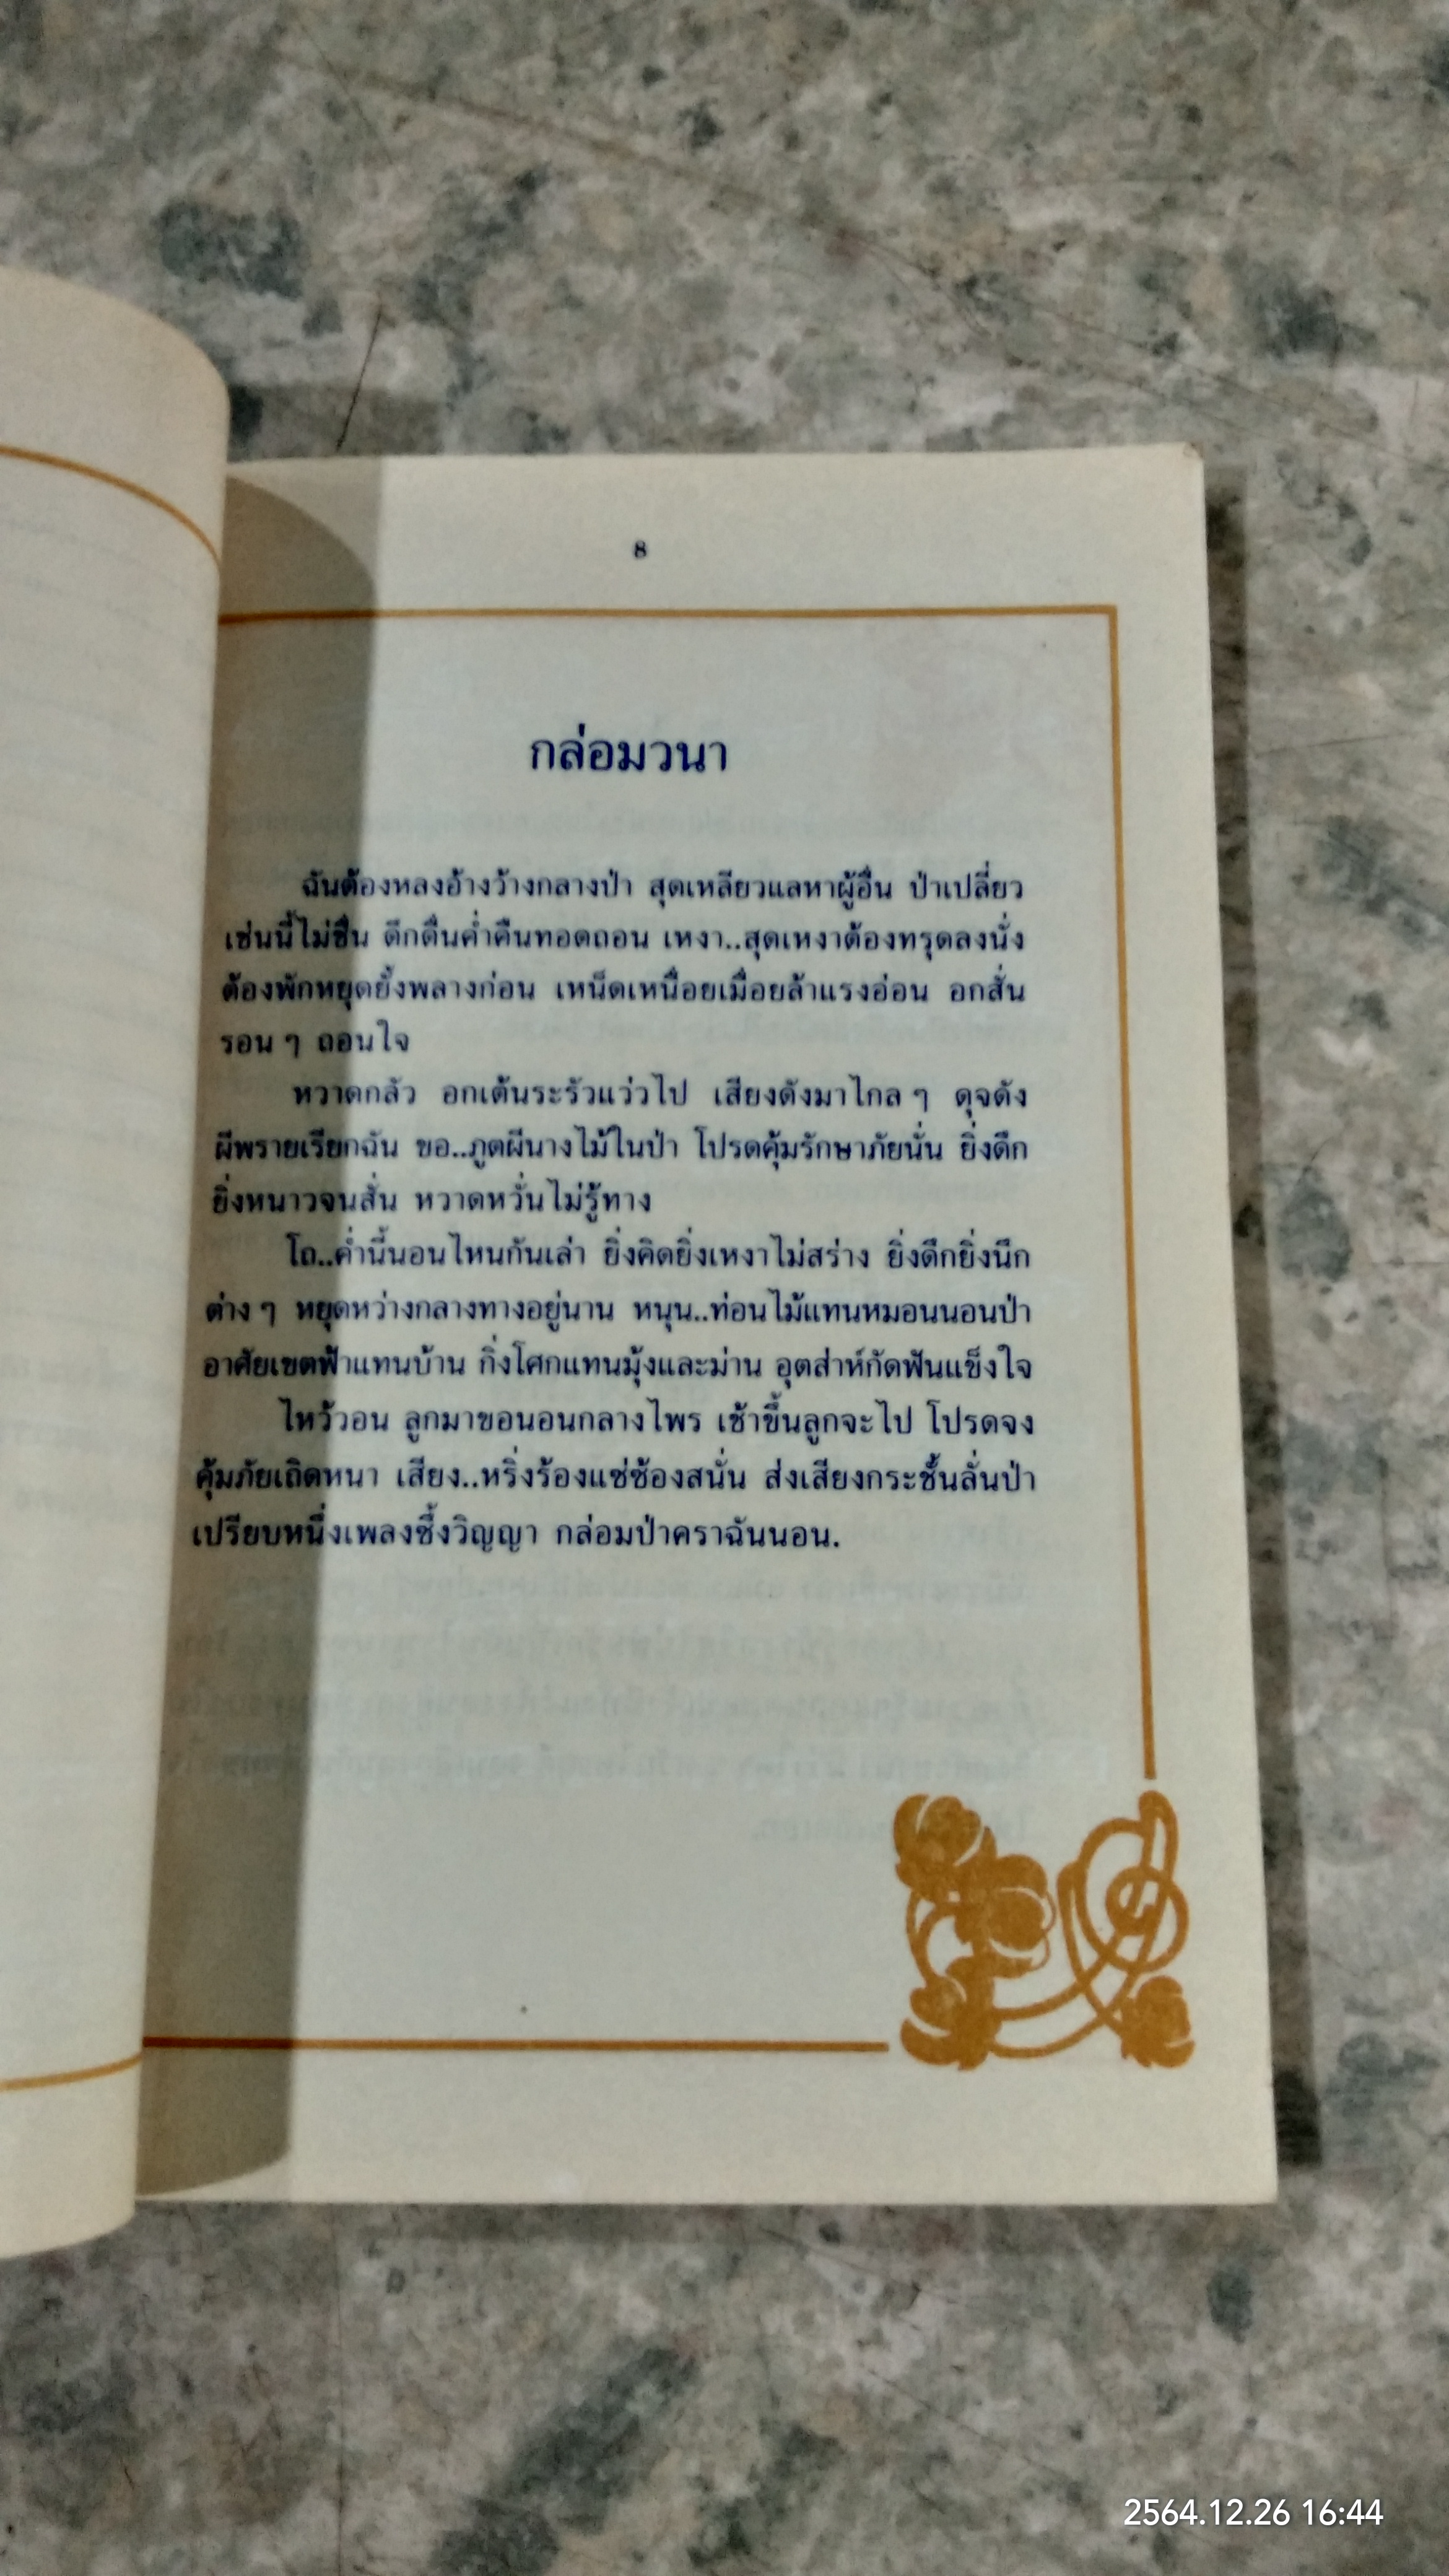 8
กล่อมวนา
ฉันต้องหลงอ้างว้างกลางป่า สุดเหลียวแลหาผู้อื่น ป่าเปลี่ยว
เช่นนี้ไม่ชื่น ดึกดื่นค่ำคืนทอดถอน เหงา..สุดเหงาต้องทรุดลงนั่ง
ต้องพักหยุดยั้งพลางก่อน เหน็ดเหนื่อยเมื่อยล้าแรงอ่อน อกสั่น
รอน ๆ ถอนใจ
หวาดกลัว อกเต้นระรัวแว่วไป เสียงดังมาไกล ๆ ดุจดัง
ผีพรายเรียกฉัน ขอ..ภูตผีนางไม้ในป่า โปรดคุ้มรักษาภัยนั่น ยิ่งดึก
ยิ่งหนาวจนสั่น หวาดหวั่นไม่รู้ทาง
โถ..ค่ำนี้นอนไหนกันเล่า ยิ่งคิดยิ่งเหงาไม่สร่าง ยิ่งดึกยิ่งนึก
ต่าง ๆ หยุดหว่างกลางทางอยู่นาน หนุน..ท่อนไม้แทนหมอนนอนป่า
อาศัยเขตฟ้าแทนบ้าน กิ่งโศกแทนมุ้งและม่าน อุตส่าห์กัดฟันแข็งใจ
ไหว้วอน ลูกมาขอนอนกลางไพร เช้าขึ้นลูกจะไป โปรดจง
คุ้มภัยเถิดหนา เสียง..หริ่งร้องแซ่ซ้องสนั่น ส่งเสียงกระชั้นลั่นป่า
เปรียบหนึ่งเพลงซึ้งวิญญา กล่อมป่าคราฉันนอน.
2564.12.26 16:44